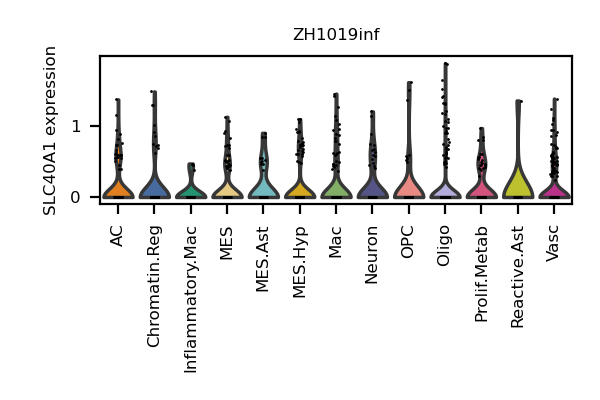 ZH1019inf
SLC40A1 expression
1
0
AC
Chromatin.Reg
Inflammatory.Mac
MES
MES.Ast
MES.Hyp
Mac
Neuron
OPC
Oligo
Prolif.Metab
Reactive.Ast
Vasc